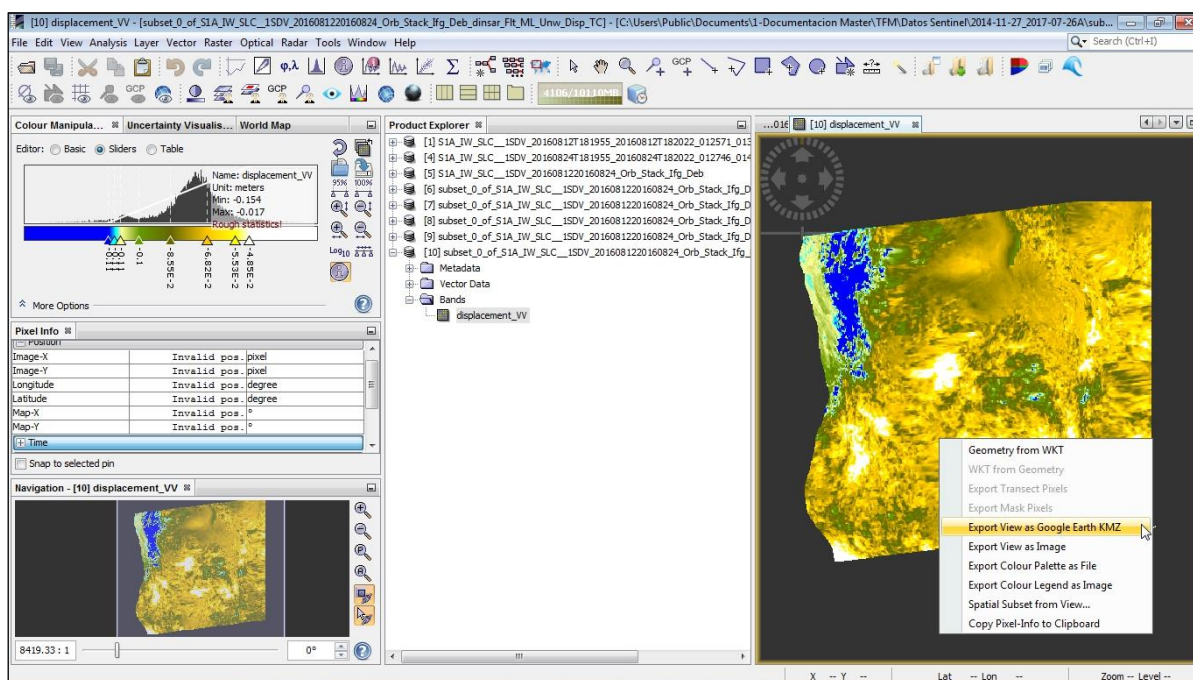 [10] displacement_VV - [subset_0_of_S1A_IW_SLC__1SDV_2016081220160824_Orb_Stack_Ifg_Deb_dinsar_Flt_ML_Unw_Disp_TC] - [C:\Users\Public\Documents\1-Documentacion Master\TFM\Datos Sentinel\2014-11-27_2017-07-26A\sub...
File Edit View Analysis Layer Vector Raster Optical Radar Tools Window Help
Search (Ctrl+I)
φ,λ
Σ
GCP
GCP
GCP
4106/10110MB
Colour Manipula...
Uncertainty Visualis...
World Map
Editor: Basic Sliders Table
Name: displacement_VV
Unit: meters
Min: -0.154
Max: -0.017
Rough statistics!
95% 100%
Log10
-0.11
-0.1
-8.55E-2
-6.82E-2
-5.53E-2
-4.85E-2
More Options
Pixel Info
Position
Image-X Invalid pos. pixel
Image-Y Invalid pos. pixel
Longitude Invalid pos. degree
Latitude Invalid pos. degree
Map-X Invalid pos. °
Map-Y Invalid pos. °
Time
Snap to selected pin
Navigation - [10] displacement_VV
8419.33 : 1
0°
Product Explorer
[1] S1A_IW_SLC__1SDV_20160812T181955_20160812T182022_012571_013
[4] S1A_IW_SLC__1SDV_20160824T181955_20160824T182022_012746_014
[5] S1A_IW_SLC__1SDV_2016081220160824_Orb_Stack_Ifg_Deb
[6] subset_0_of_S1A_IW_SLC__1SDV_2016081220160824_Orb_Stack_Ifg_D
[7] subset_0_of_S1A_IW_SLC__1SDV_2016081220160824_Orb_Stack_Ifg_D
[8] subset_0_of_S1A_IW_SLC__1SDV_2016081220160824_Orb_Stack_Ifg_D
[9] subset_0_of_S1A_IW_SLC__1SDV_2016081220160824_Orb_Stack_Ifg_D
[10] subset_0_of_S1A_IW_SLC__1SDV_2016081220160824_Orb_Stack_Ifg_
Metadata
Vector Data
Bands
displacement_VV
...016
[10] displacement_VV
Geometry from WKT
WKT from Geometry
Export Transect Pixels
Export Mask Pixels
Export View as Google Earth KMZ
Export View as Image
Export Colour Palette as File
Export Colour Legend as Image
Spatial Subset from View...
Copy Pixel-Info to Clipboard
X -- Y -- Lat -- Lon -- Zoom -- Level --